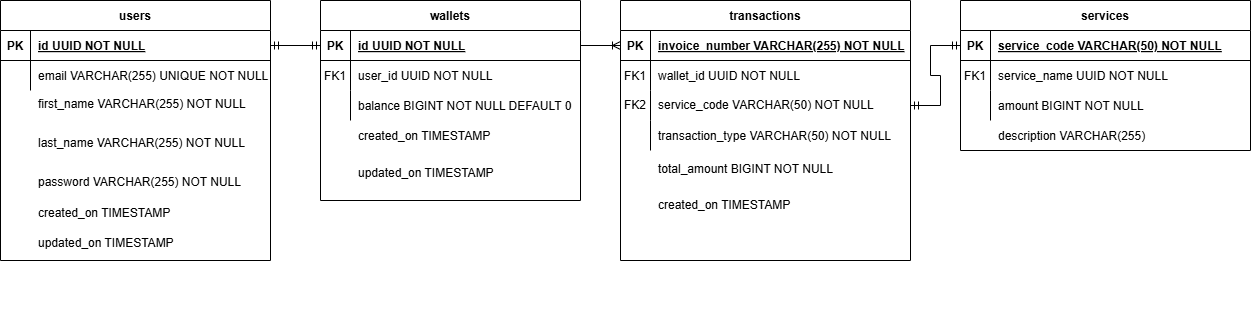 users
PK id UUID NOT NULL
email VARCHAR(255) UNIQUE NOT NULL
first_name VARCHAR(255) NOT NULL
last_name VARCHAR(255) NOT NULL
password VARCHAR(255) NOT NULL
created_on TIMESTAMP
updated_on TIMESTAMP
wallets
PK id UUID NOT NULL
FK1 user_id UUID NOT NULL
balance BIGINT NOT NULL DEFAULT 0
created_on TIMESTAMP
updated_on TIMESTAMP
transactions
PK invoice_number VARCHAR(255) NOT NULL
FK1 wallet_id UUID NOT NULL
FK2 service_code VARCHAR(50) NOT NULL
transaction_type VARCHAR(50) NOT NULL
total_amount BIGINT NOT NULL
created_on TIMESTAMP
services
PK service_code VARCHAR(50) NOT NULL
FK1 service_name UUID NOT NULL
amount BIGINT NOT NULL
description VARCHAR(255)